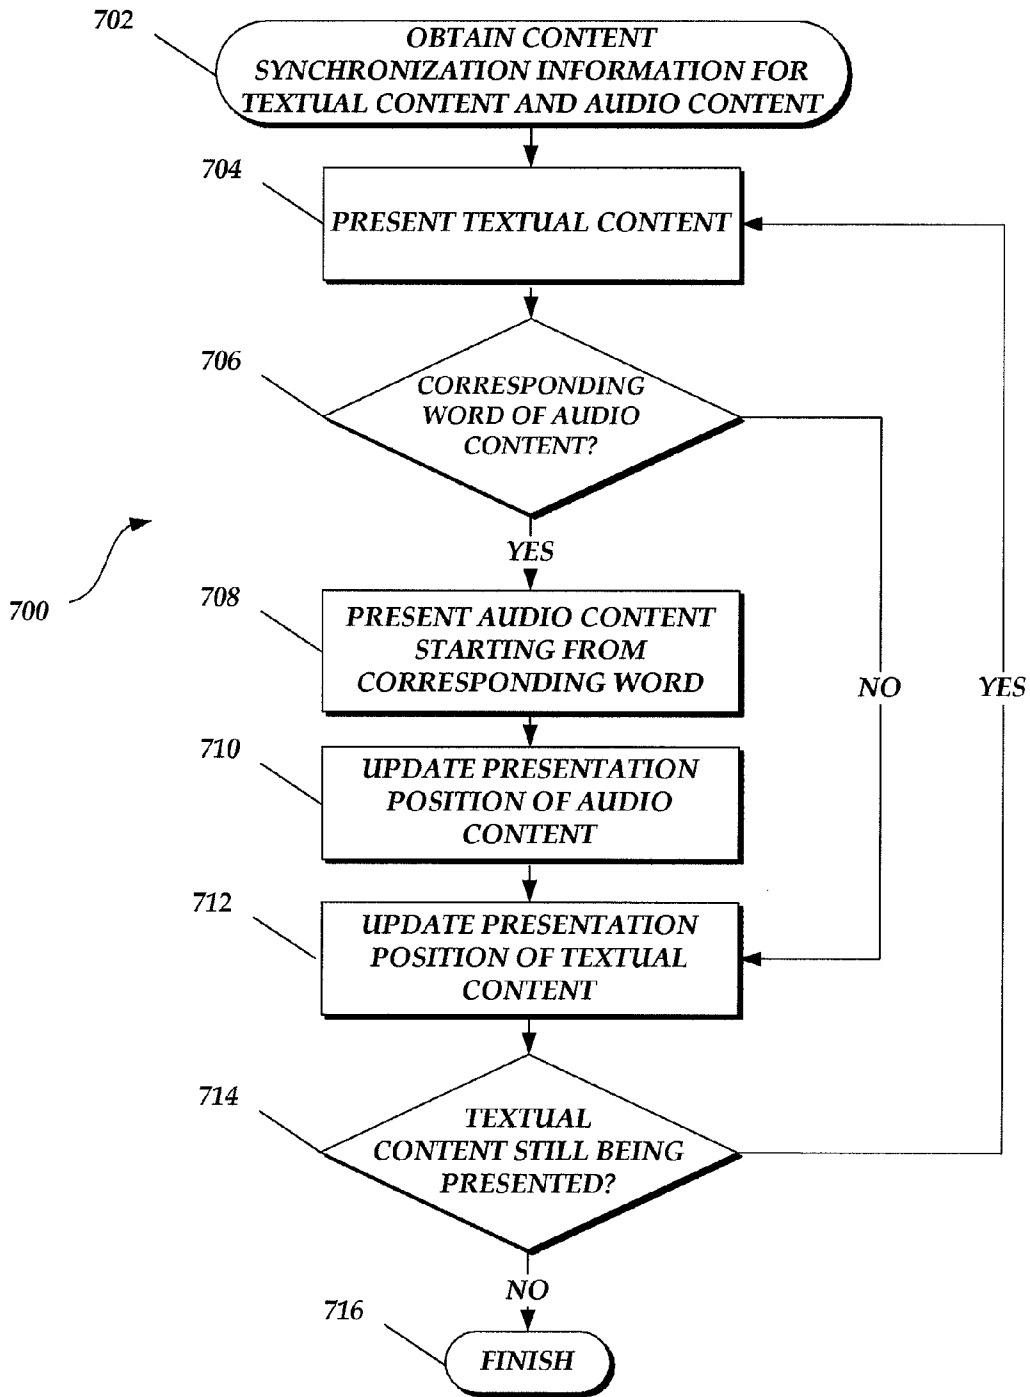 702
OBTAIN CONTENT
SYNCHRONIZATION INFORMATION FOR
TEXTUAL CONTENT AND AUDIO CONTENT
704
PRESENT TEXTUAL CONTENT
706
CORRESPONDING
WORD OF AUDIO
CONTENT?
YES
700
708
PRESENT AUDIO CONTENT
STARTING FROM
CORRESPONDING WORD
NO
YES
710
UPDATE PRESENTATION
POSITION OF AUDIO
CONTENT
712
UPDATE PRESENTATION
POSITION OF TEXTUAL
CONTENT
714
TEXTUAL
CONTENT STILL BEING
PRESENTED?
NO
716
FINISH